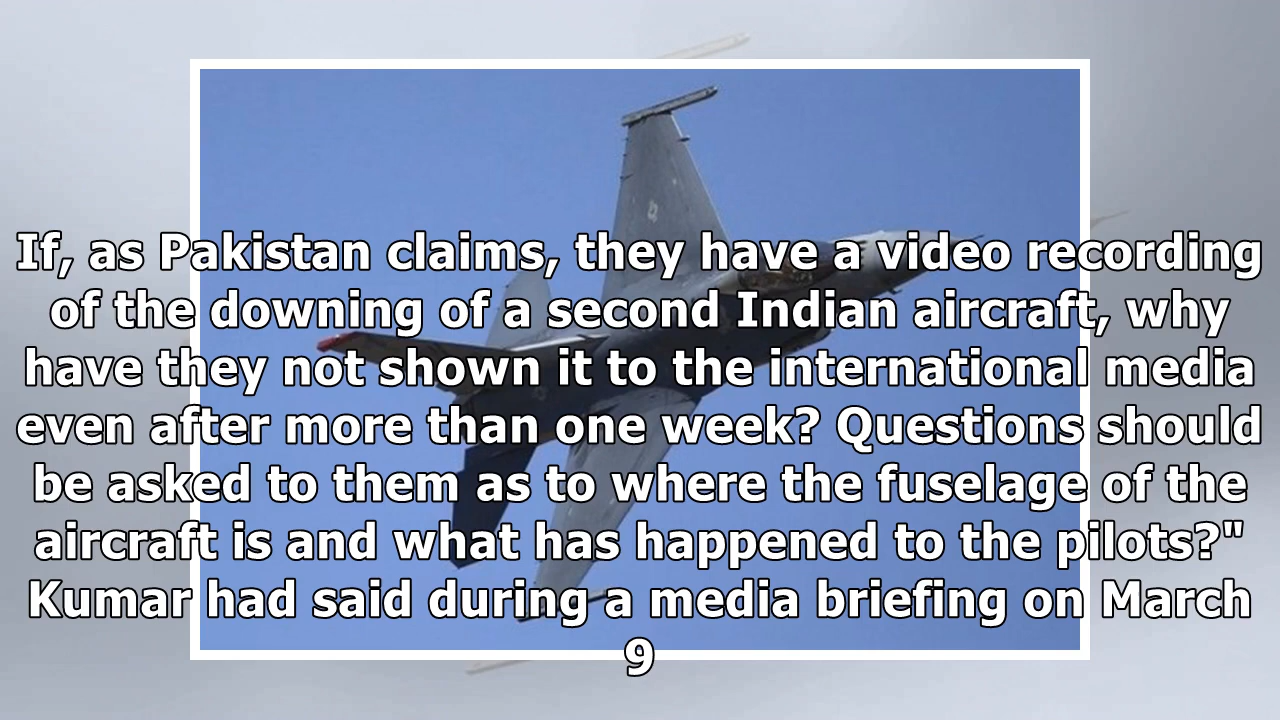 If, as Pakistan claims, they have a video recording
of the downing of a second Indian aircraft, why
have they not shown it to the international media
even after more than one week? Questions should
be asked to them as to where the fuselage of the
aircraft is and what has happened to the pilots?"
Kumar had said during a media briefing on March
9